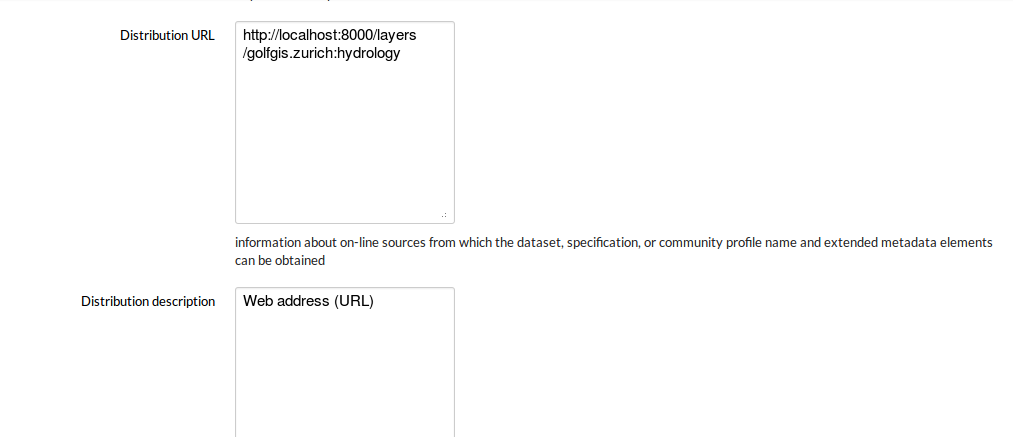 Distribution URL
http://localhost:8000/layers
/golfgis.zurich:hydrology
information about on-line sources from which the dataset, specification, or community profile name and extended metadata elements
can be obtained
Distribution description
Web address (URL)